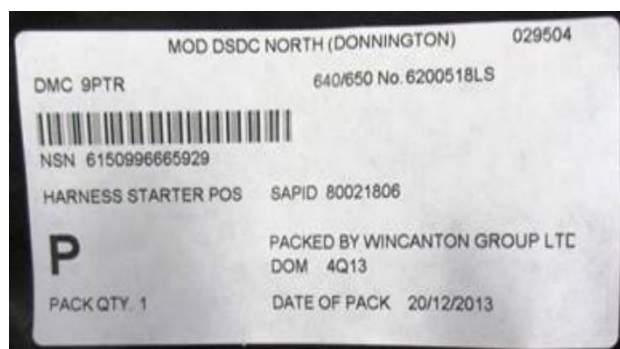 MOD DSDC NORTH (DONNINGTON) 029504
DMC 9PTR 640/650 No. 6200518LS
NSN 6150996665929
HARNESS STARTER POS SAPID 80021806
P PACKED BY WINCANTON GROUP LTD
DOM 4Q13
PACK QTY. 1 DATE OF PACK 20/12/2013